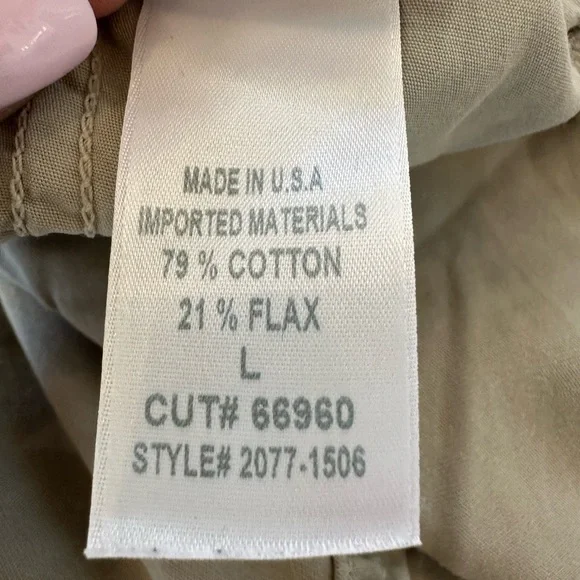 MADE IN U.S.A
IMPORTED MATERIALS
79 % COTTON
21 % FLAX
L
CUT# 66960
STYLE# 2077-1506